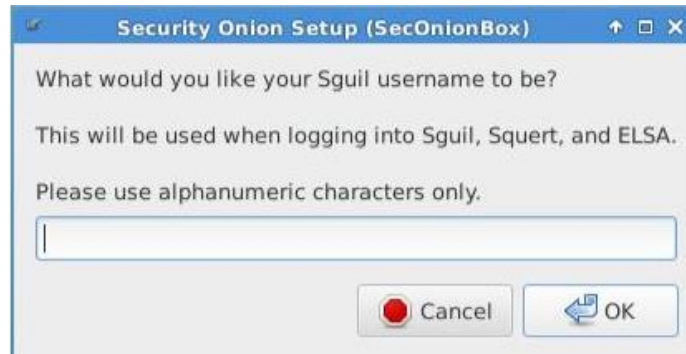 Security Onion Setup (SecOnionBox)
What would you like your Sguil username to be?
This will be used when logging into Sguil, Squert, and ELSA.
Please use alphanumeric characters only.
Cancel
OK